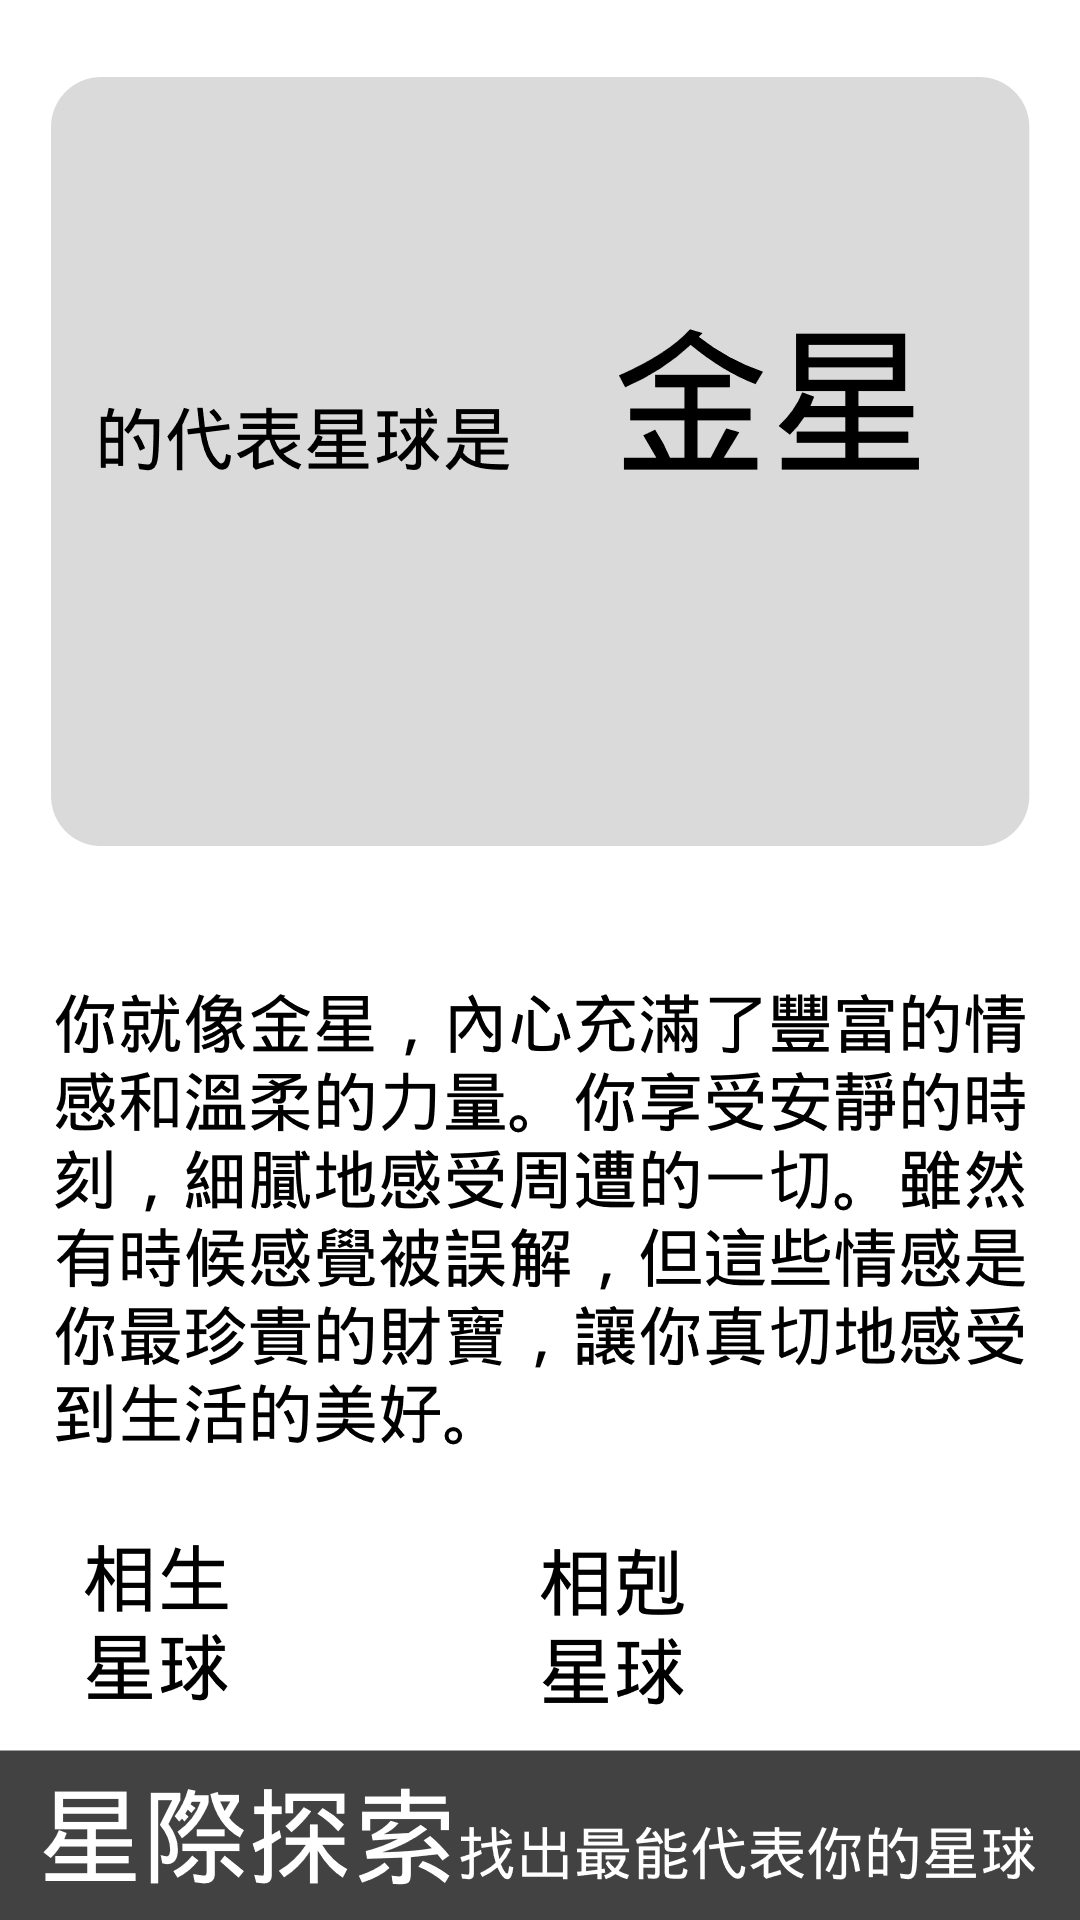 的代表星球是 金星
你就像金星，內心充滿了豐富的情
感和溫柔的力量。你享受安靜的時
刻，細膩地感受周遭的一切。雖然
有時候感覺被誤解，但這些情感是
你最珍貴的財寶，讓你真切地感受
到生活的美好。
相生
星球
相剋
星球
星際探索找出最能代表你的星球